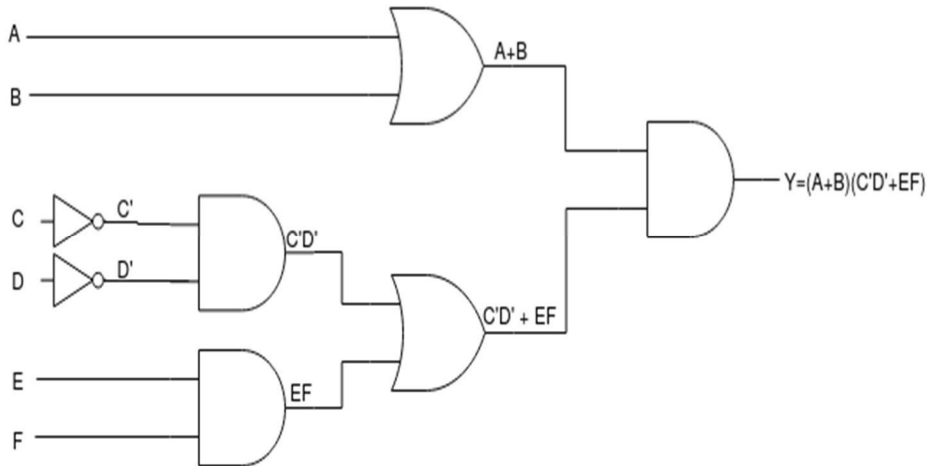 A
A+B
B
Y=(A+B)(C'D'+EF)
C
C'
C'D'
D
D'
C'D' + EF
E
EF
F